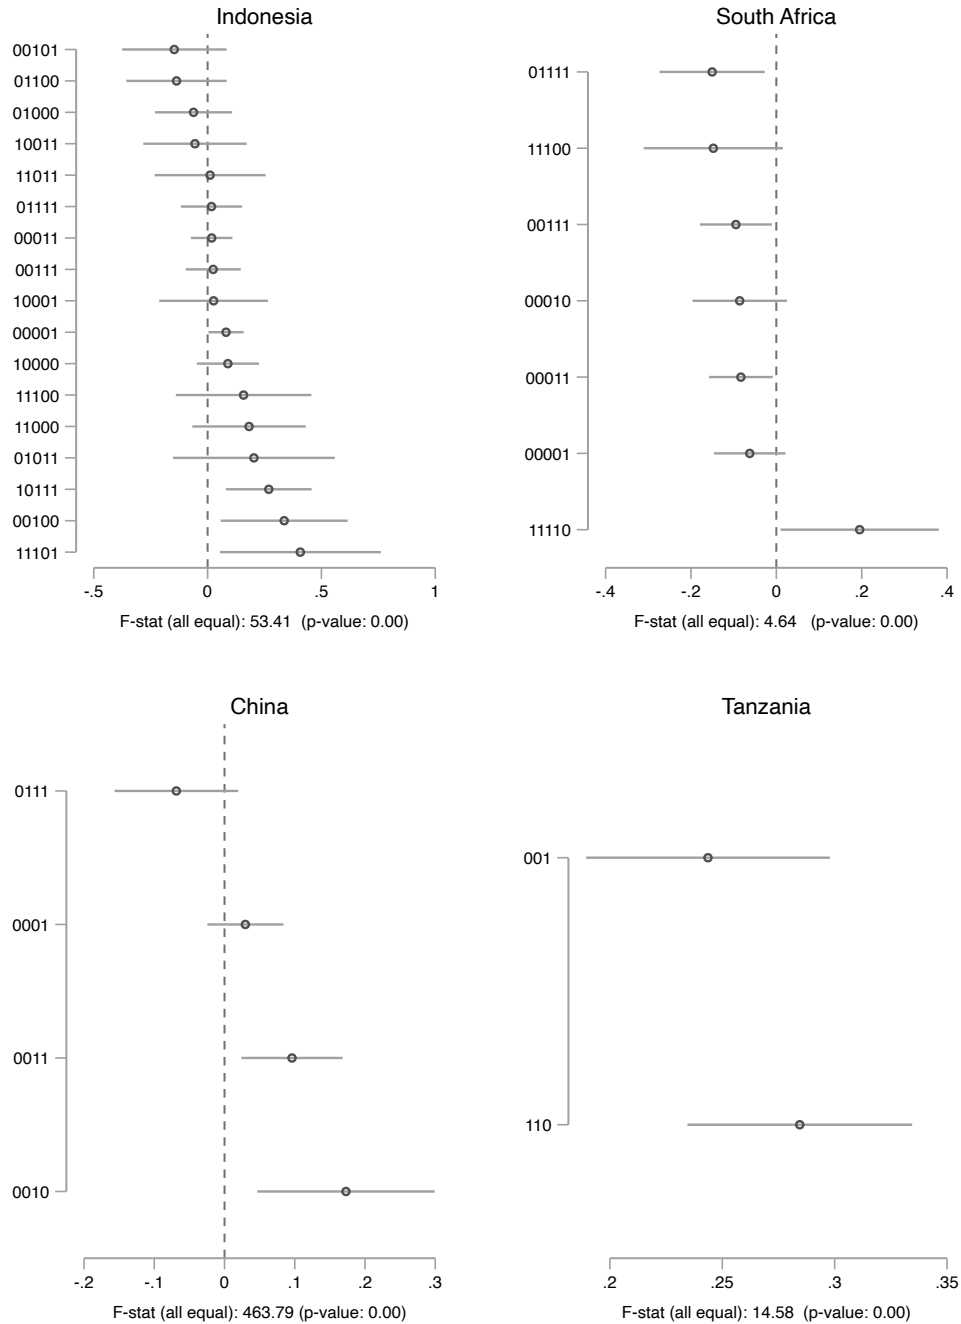 Indonesia
00101
01100
01000
10011
11011
01111
00011
00111
10001
00001
10000
11100
11000
01011
10111
00100
11101
-.5 0 .5 1
F-stat (all equal): 53.41 (p-value: 0.00)
South Africa
01111
11100
00111
00010
00011
00001
11110
-.4 -.2 0 .2 .4
F-stat (all equal): 4.64 (p-value: 0.00)
China
0111
0001
0011
0010
-.2 -.1 0 .1 .2 .3
F-stat (all equal): 463.79 (p-value: 0.00)
Tanzania
001
110
.2 .25 .3 .35
F-stat (all equal): 14.58 (p-value: 0.00)